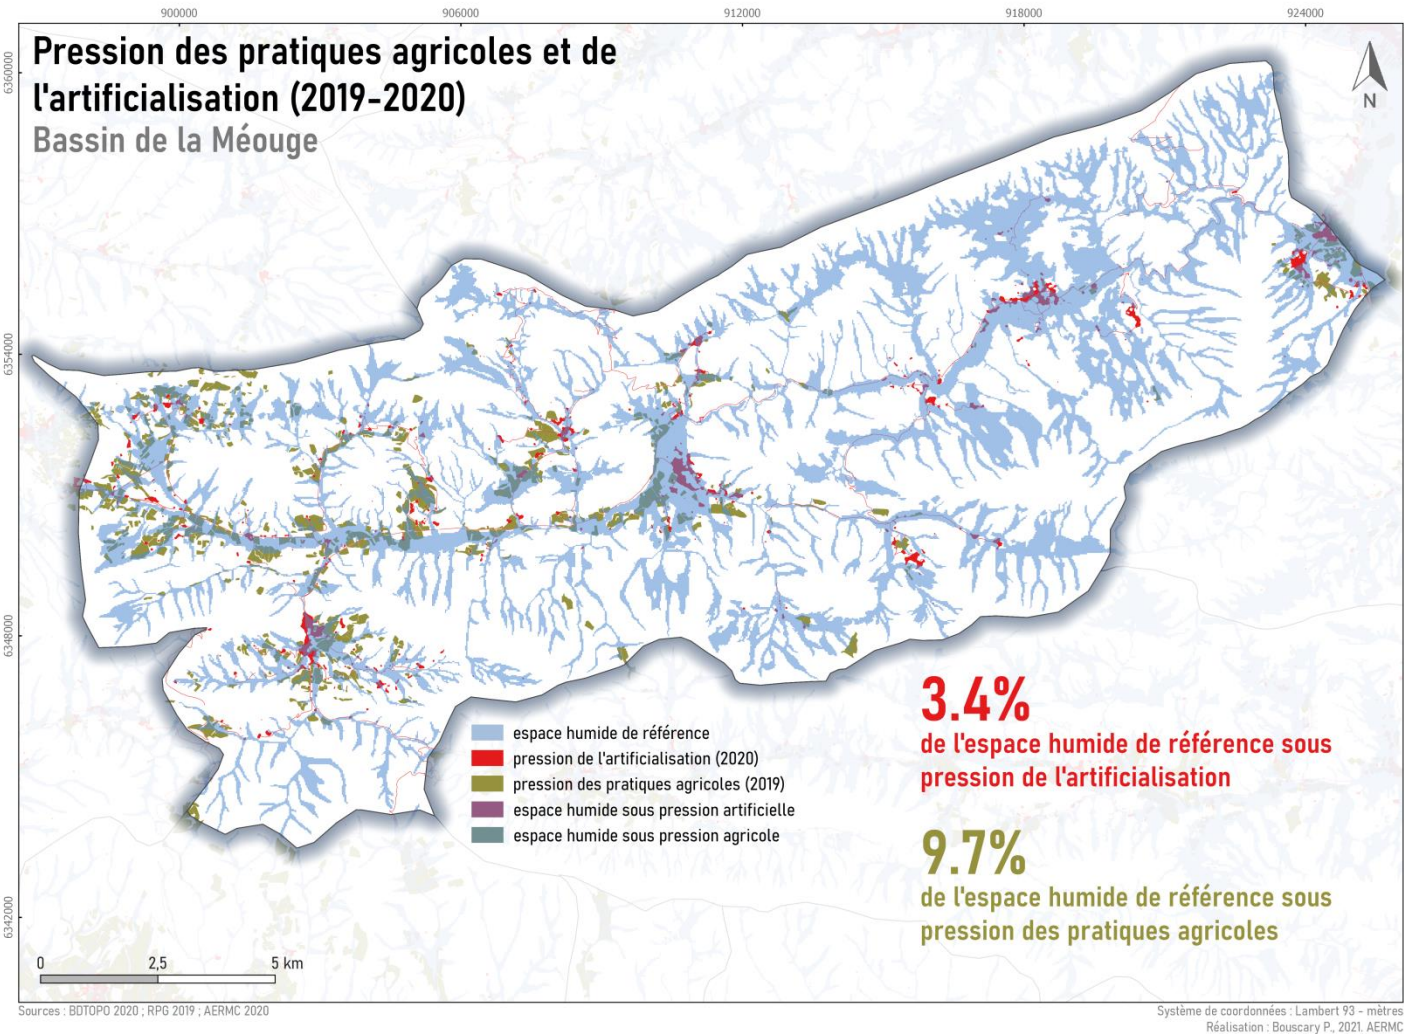 900000
906000
912000
918000
924000
Pression des pratiques agricoles et de
l'artificialisation (2019-2020)
Bassin de la Méouge
N
6360000
6354000
6348000
6342000
espace humide de référence
pression de l'artificialisation (2020)
pression des pratiques agricoles (2019)
espace humide sous pression artificielle
espace humide sous pression agricole
3.4%
de l'espace humide de référence sous
pression de l'artificialisation
9.7%
de l'espace humide de référence sous
pression des pratiques agricoles
0 2,5 5 km
Sources : BDTOPO 2020 ; RPG 2019 ; AERMC 2020
Système de coordonnées : Lambert 93 - mètres
Réalisation : Bouscary P., 2021. AERMC